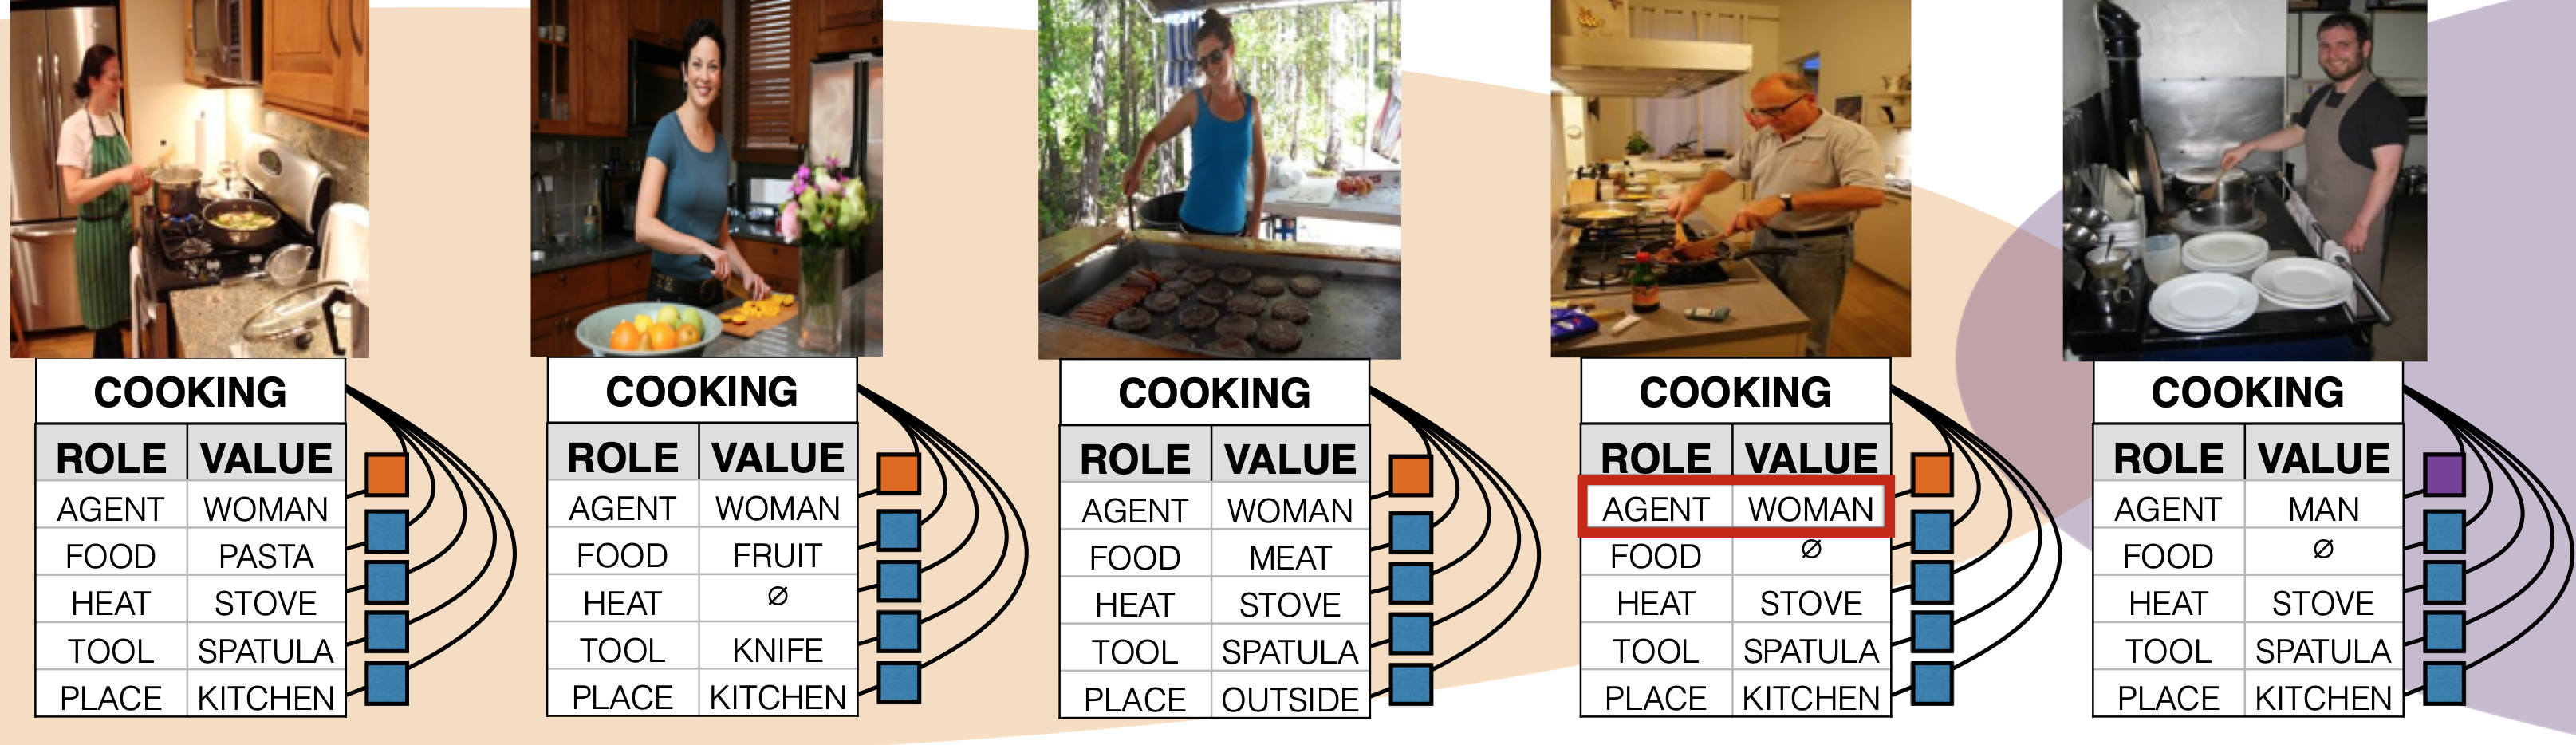 COOKING
ROLE VALUE
AGENT WOMAN
FOOD PASTA
HEAT STOVE
TOOL SPATULA
PLACE KITCHEN
COOKING
ROLE VALUE
AGENT WOMAN
FOOD FRUIT
HEAT ∅
TOOL KNIFE
PLACE KITCHEN
COOKING
ROLE VALUE
AGENT WOMAN
FOOD MEAT
HEAT STOVE
TOOL SPATULA
PLACE OUTSIDE
COOKING
ROLE VALUE
AGENT WOMAN
FOOD ∅
HEAT STOVE
TOOL SPATULA
PLACE KITCHEN
COOKING
ROLE VALUE
AGENT MAN
FOOD ∅
HEAT STOVE
TOOL SPATULA
PLACE KITCHEN